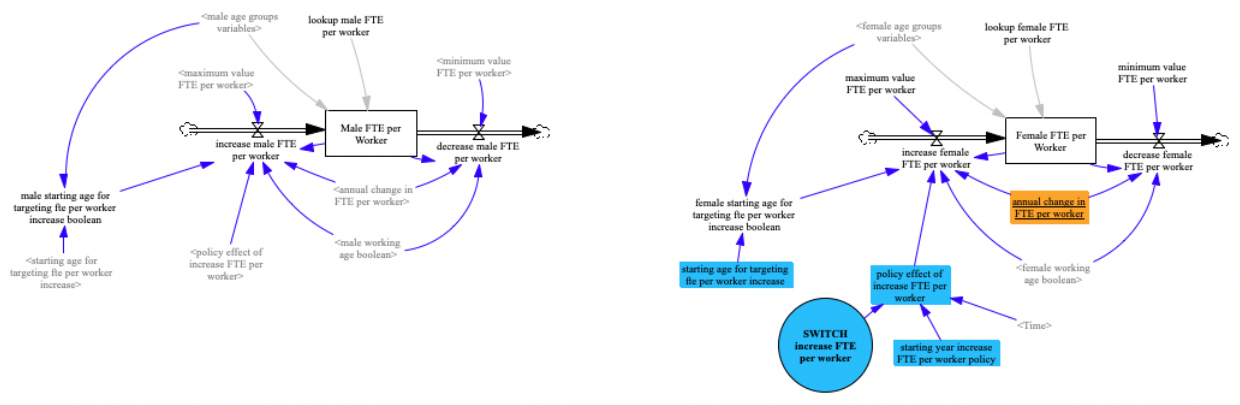 <male age groups
variables>
lookup male FTE
per worker
<maximum value
FTE per worker>
<minimum value
FTE per worker>
Male FTE per
Worker
increase male FTE
per worker
decrease male FTE
per worker
<annual change in
FTE per worker>
male starting age for
targeting fte per worker
increase boolean
<male working
age boolean>
<starting age for
targeting fte per worker
increase>
<policy effect of
increase FTE per
worker>
<female age groups
variables>
lookup female FTE
per worker
maximum value
FTE per worker
minimum value
FTE per worker
Female FTE per
Worker
increase female
FTE per worker
decrease female
FTE per worker
annual change in
FTE per worker
female starting age for
targeting fte per worker
increase boolean
<female working
age boolean>
starting age for targeting
fte per worker increase
policy effect of
increase FTE per
worker
SWITCH
increase FTE
per worker
<Time>
starting year increase
FTE per worker policy